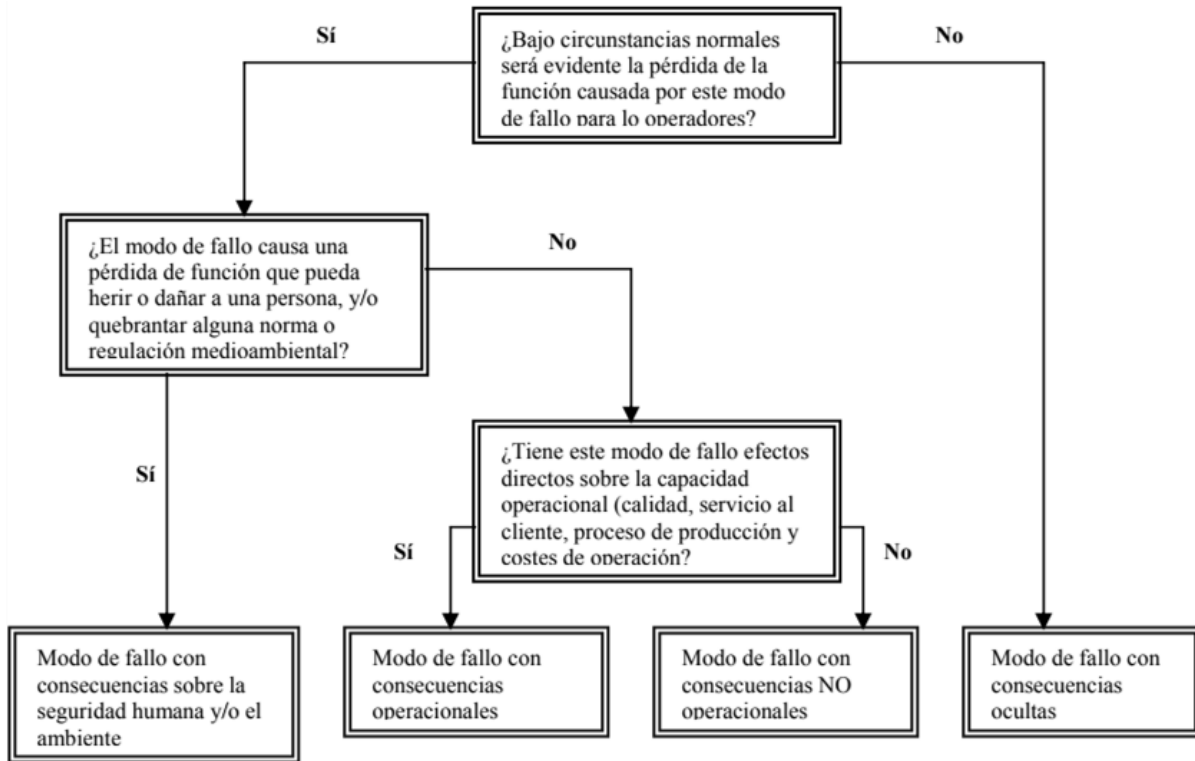 Sí
¿Bajo circunstancias normales
será evidente la pérdida de la
función causada por este modo
de fallo para lo operadores?
No
¿El modo de fallo causa una
pérdida de función que pueda
herir o dañar a una persona, y/o
quebrantar alguna norma o
regulación medioambiental?
No
Sí
¿Tiene este modo de fallo efectos
directos sobre la capacidad
operacional (calidad, servicio al
cliente, proceso de producción y
costes de operación?
Sí
No
Modo de fallo con
consecuencias sobre la
seguridad humana y/o el
ambiente
Modo de fallo con
consecuencias
operacionales
Modo de fallo con
consecuencias NO
operacionales
Modo de fallo con
consecuencias
ocultas